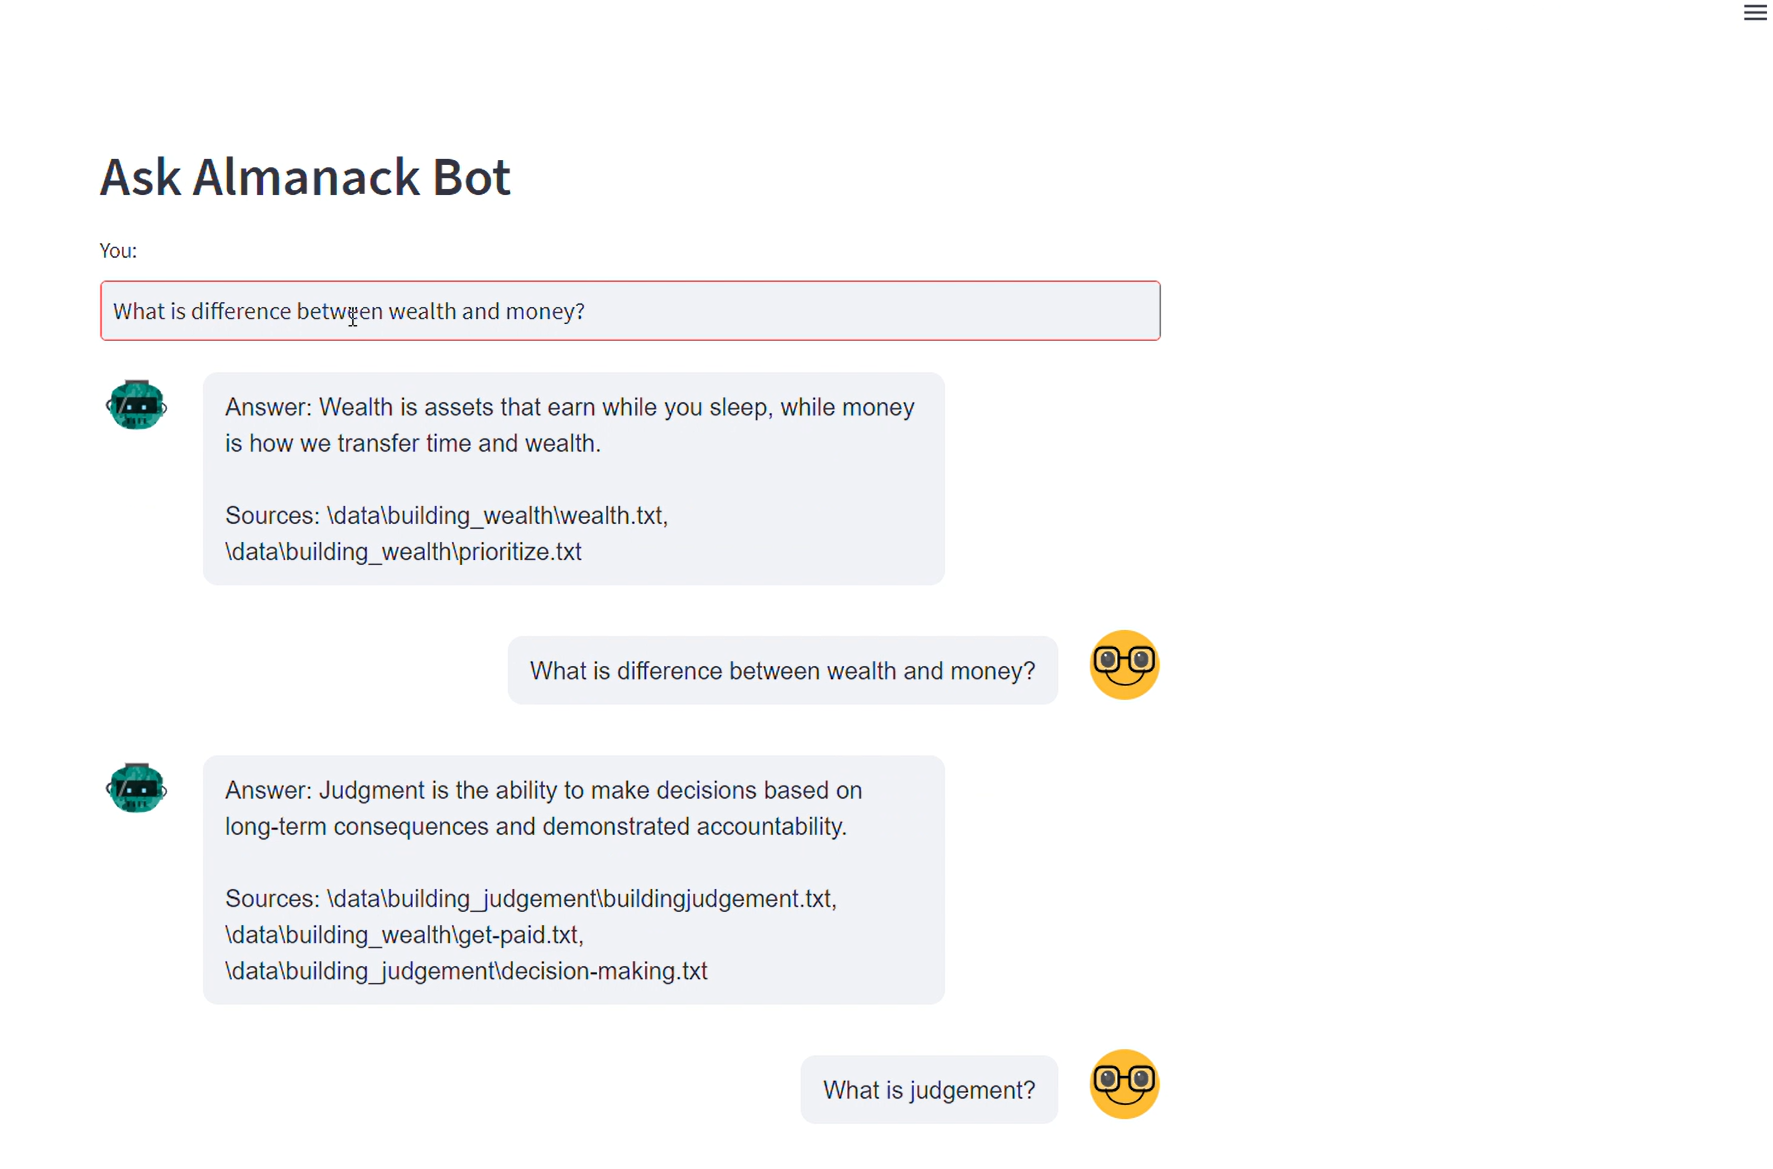 Ask Almanack Bot
You:
What is difference between wealth and money?
Answer: Wealth is assets that earn while you sleep, while money
is how we transfer time and wealth.
Sources: \data\building_wealth\wealth.txt,
\data\building_wealth\prioritize.txt
What is difference between wealth and money?
Answer: Judgment is the ability to make decisions based on
long-term consequences and demonstrated accountability.
Sources: \data\building_judgement\buildingjudgement.txt,
\data\building_wealth\get-paid.txt,
\data\building_judgement\decision-making.txt
What is judgement?